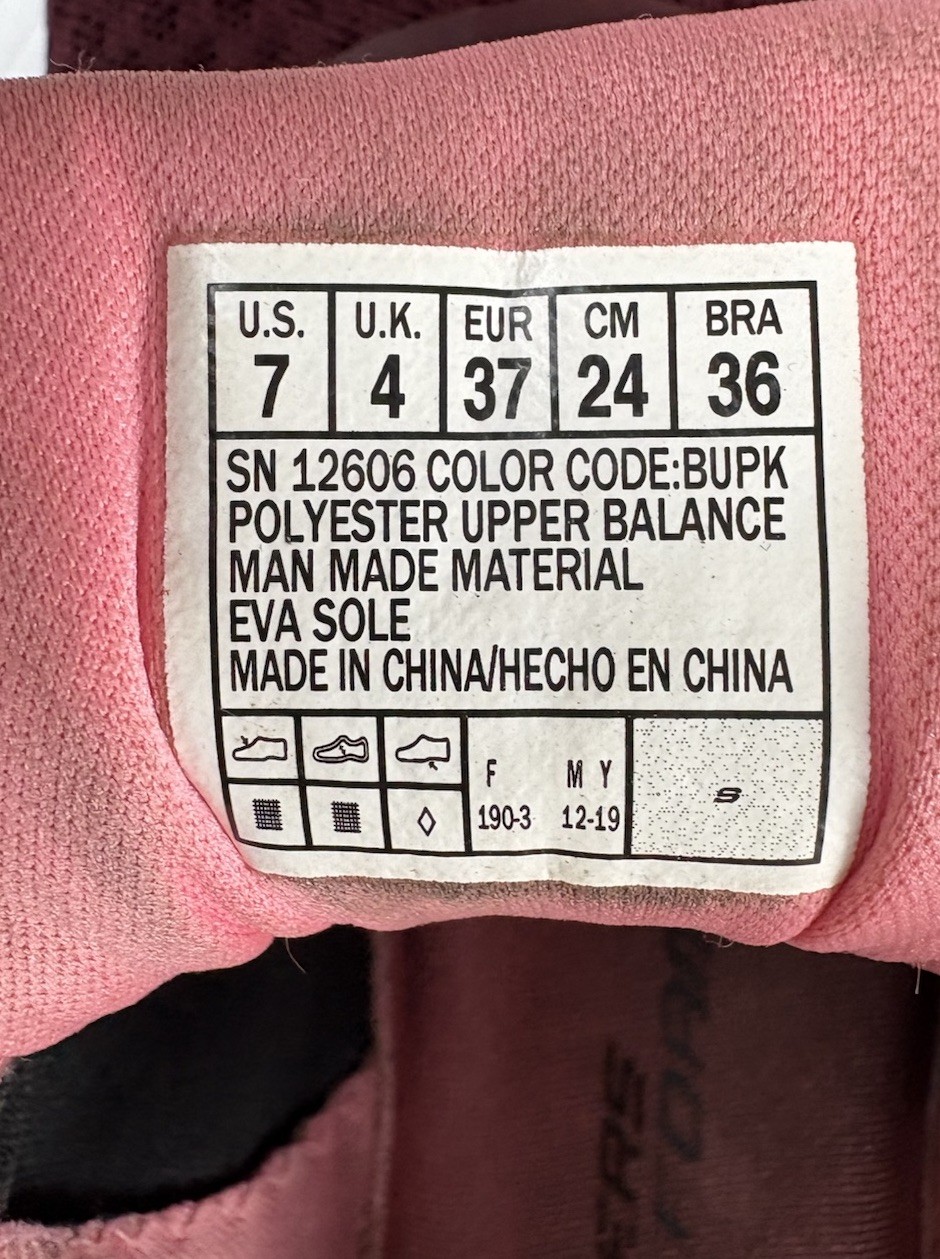 U.S. U.K. EUR CM BRA
7 4 37 24 36
SN 12606 COLOR CODE:BUPK
POLYESTER UPPER BALANCE
MAN MADE MATERIAL
EVA SOLE
MADE IN CHINA/HECHO EN CHINA
F M Y
190-3 12-19
S